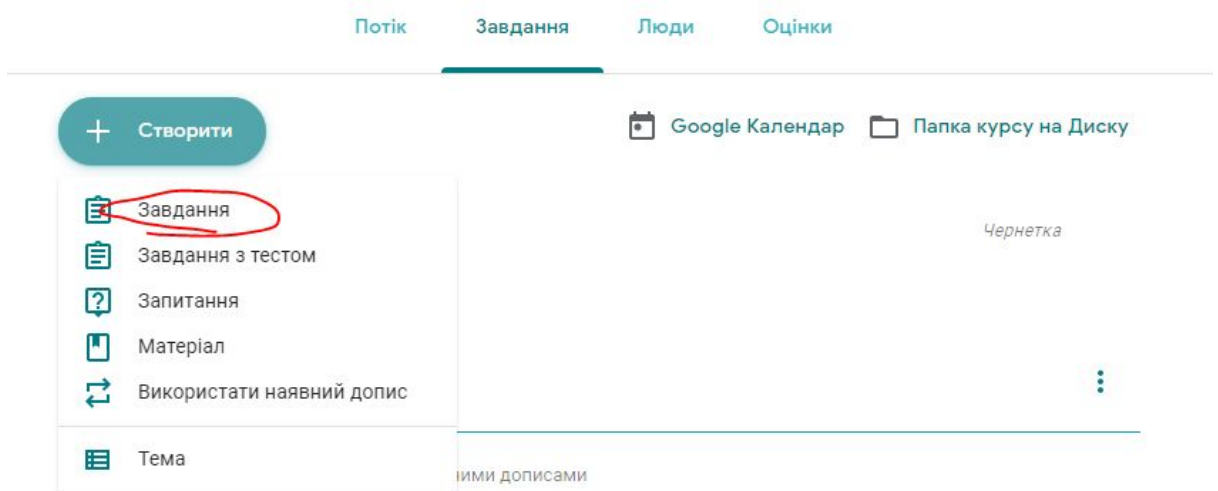 Потік Завдання Люди Оцінки
Створити Google Календар Папка курсу на Диску
Завдання
Чернетка
Завдання з тестом
Запитання
Матеріал
Використати наявний допис
Тема
дописами